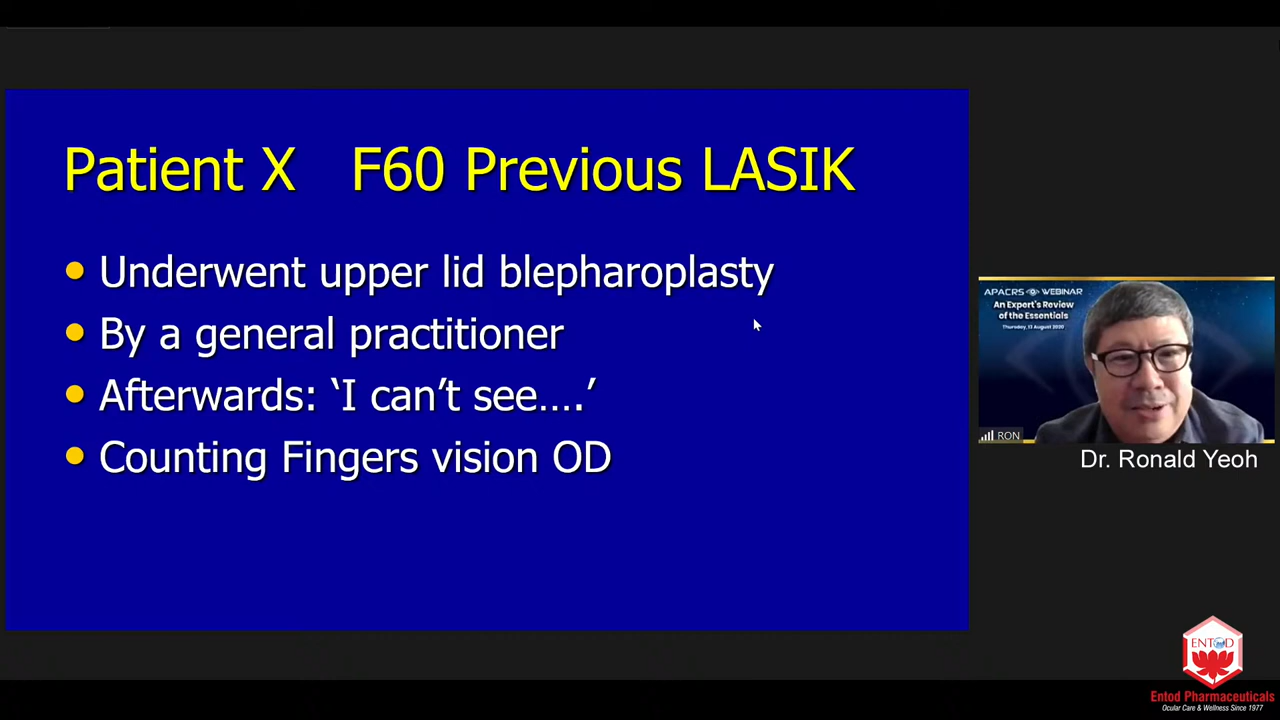 Patient X F60 Previous LASIK
• Underwent upper lid blepharoplasty
• By a general practitioner
• Afterwards: ‘I can’t see….’
• Counting Fingers vision OD
APACRS WEBINAR
An Expert's Review
of the Essentials
Thursday, 13 August 2020
RON
Dr. Ronald Yeoh
ENTOD
Entod Pharmaceuticals
Ocular Care & Wellness Since 1977